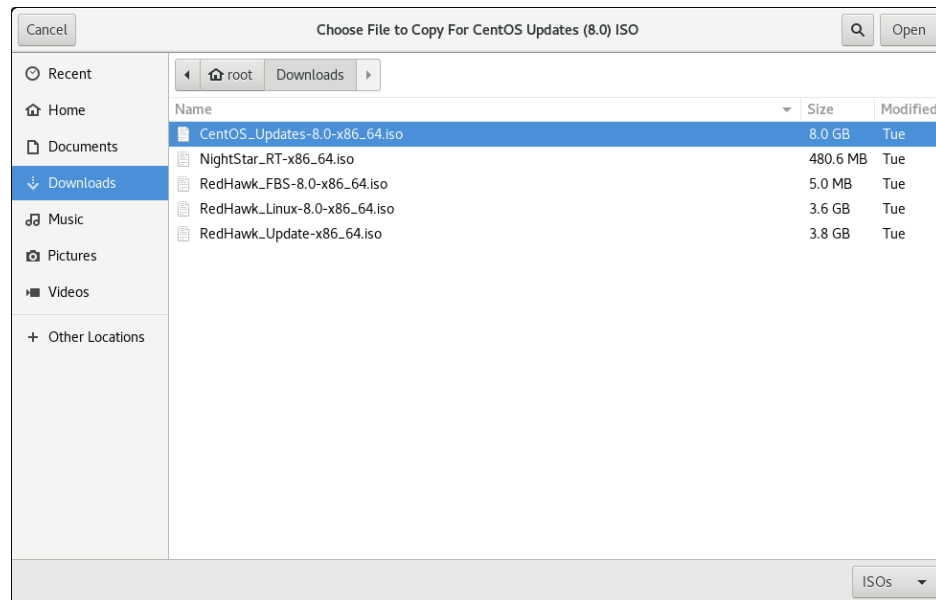 Cancel Choose File to Copy For CentOS Updates (8.0) ISO Open
Recent
Home
Documents
Downloads
Music
Pictures
Videos
Other Locations
root Downloads
Name Size Modified
CentOS_Updates-8.0-x86_64.iso 8.0 GB Tue
NightStar_RT-x86_64.iso 480.6 MB Tue
RedHawk_FBS-8.0-x86_64.iso 5.0 MB Tue
RedHawk_Linux-8.0-x86_64.iso 3.6 GB Tue
RedHawk_Update-x86_64.iso 3.8 GB Tue
ISOs